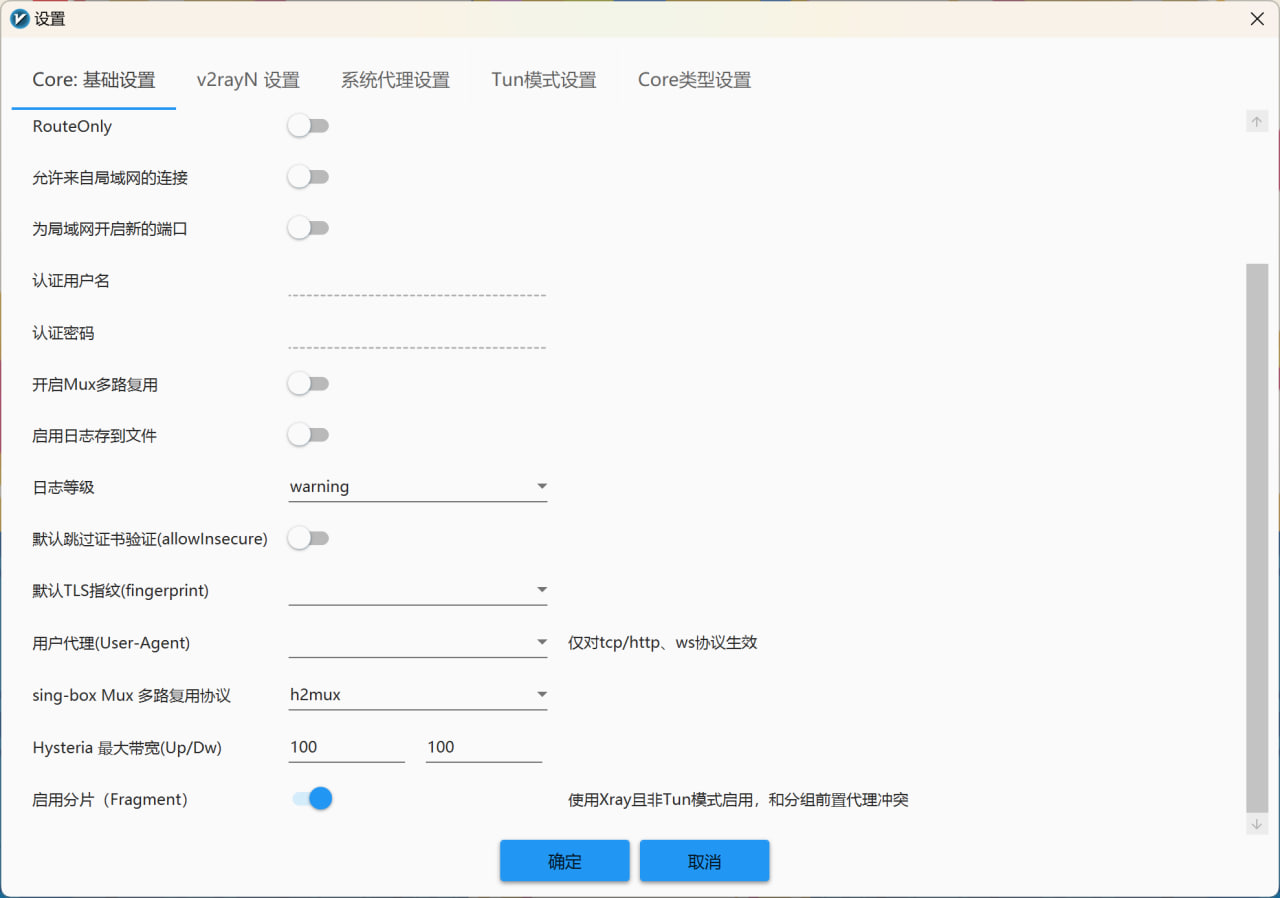 设置
Core: 基础设置 v2rayN 设置 系统代理设置 Tun模式设置 Core类型设置
RouteOnly
允许来自局域网的连接
为局域网开启新的端口
认证用户名
认证密码
开启Mux多路复用
启用日志存到文件
日志等级 warning
默认跳过证书验证(allowInsecure)
默认TLS指纹(fingerprint)
用户代理(User-Agent) 仅对tcp/http、ws协议生效
sing-box Mux 多路复用协议 h2mux
Hysteria 最大带宽(Up/Dw) 100 100
启用分片（Fragment） 使用Xray且非Tun模式启用，和分组前置代理冲突
确定 取消